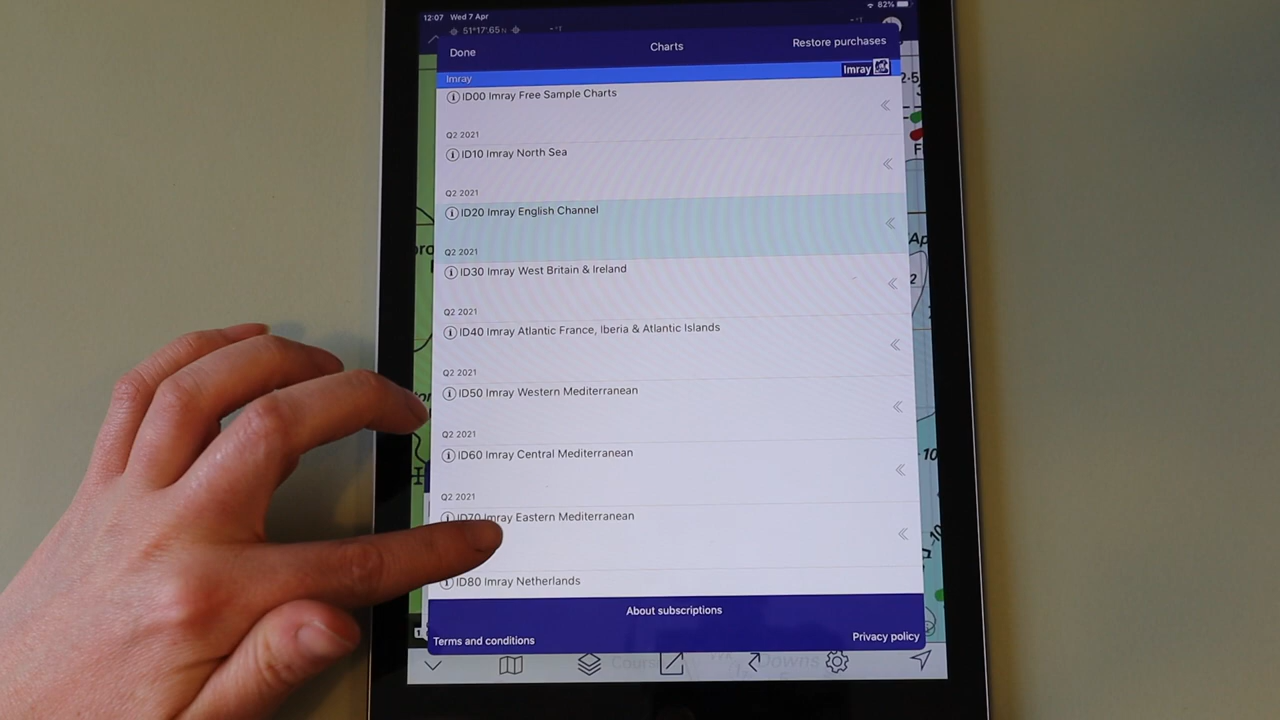 12:07 Wed 7 Apr
82%
51°17'.65N
-°T
-°T
Done
Charts
Restore purchases
Imray
Imray
ID00 Imray Free Sample Charts
Q2 2021
ID10 Imray North Sea
Q2 2021
ID20 Imray English Channel
Q2 2021
ID30 Imray West Britain & Ireland
Q2 2021
ID40 Imray Atlantic France, Iberia & Atlantic Islands
Q2 2021
ID50 Imray Western Mediterranean
Q2 2021
ID60 Imray Central Mediterranean
Q2 2021
ID70 Imray Eastern Mediterranean
ID80 Imray Netherlands
About subscriptions
Terms and conditions
Privacy policy
Downs